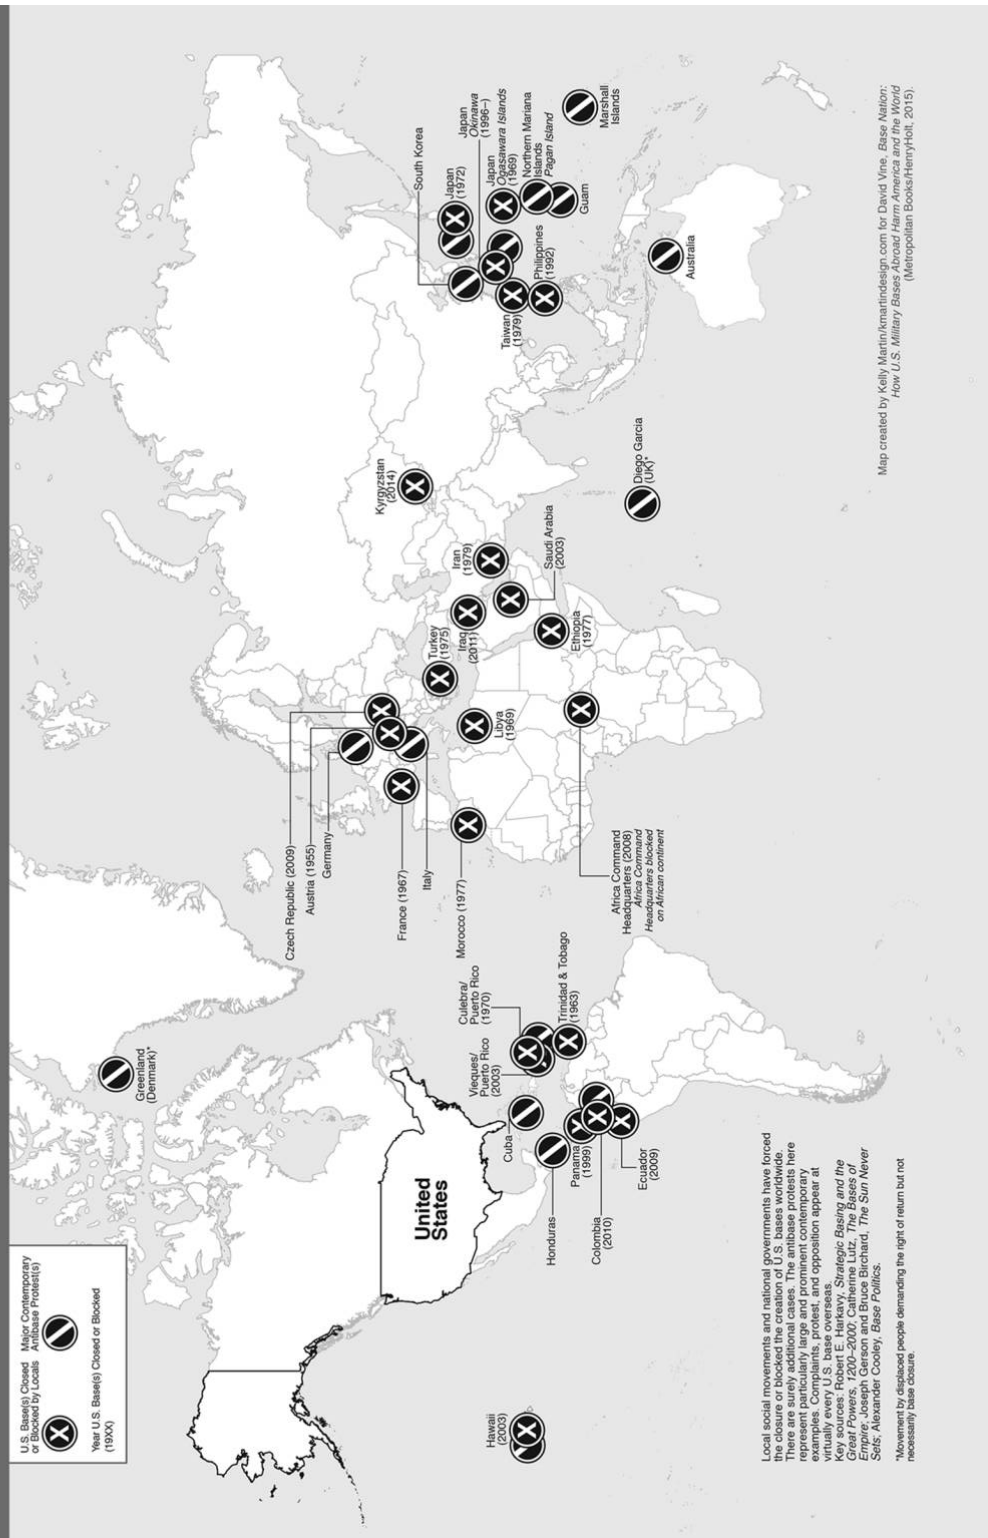 U.S. Base(s) Closed
or Blocked by Locals
Major Contemporary
Antibase Protest(s)
Year U.S. Base(s) Closed or Blocked
(19XX)
Hawaii
(2003)
United
States
Greenland
(Denmark)*
Honduras
Colombia
(2010)
Panama
(1999)
Ecuador
(2009)
Cuba
Vieques/
Puerto Rico
(2003)
Culebra/
Puerto Rico
(1970)
Trinidad & Tobago
(1963)
Czech Republic (2009)
Austria (1955)
Germany
France (1967)
Italy
Morocco (1977)
Africa Command
Headquarters (2008)
Africa Command
Headquarters blocked
on African continent
Libya
(1969)
Turkey
(1975)
Iraq
(2011)
Iran
(1979)
Ethiopia
(1977)
Saudi Arabia
(2003)
Kyrgyzstan
(2014)
Diego Garcia
(UK)*
South Korea
Japan
(1972)
Japan
Okinawa
(1996–)
Japan
Ogasawara Islands
(1969)
Northern Mariana
Islands
Pagan Island
Guam
Marshall
Islands
Taiwan
(1979)
Philippines
(1992)
Australia
Local social movements and national governments have forced
the closure or blocked the creation of U.S. bases worldwide.
There are surely additional cases. The antibase protests here
represent particularly large and prominent contemporary
examples. Complaints, protest, and opposition appear at
virtually every U.S. base overseas.
Key sources: Robert E. Harkavy, Strategic Basing and the
Great Powers, 1200–2000; Catherine Lutz, The Bases of
Empire; Joseph Gerson and Bruce Birchard, The Sun Never
Sets; Alexander Cooley, Base Politics.
*Movement by displaced people demanding the right of return but not
necessarily base closure.
Map created by Kelly Martin/kmartindesign.com for David Vine, Base Nation:
How U.S. Military Bases Abroad Harm America and the World
(Metropolitan Books/HenryHolt, 2015).